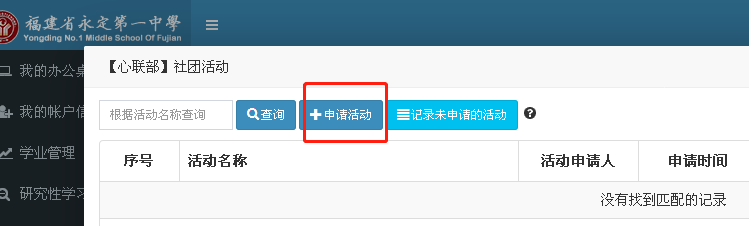 福建省永定第一中學
Yongding No.1 Middle School Of Fujian
我的办公桌
【心联部】社团活动
我的帐户信
根据活动名称查询 查询 申请活动 记录未申请的活动
学业管理
序号 活动名称 活动申请人 申请时间
研究性学习
没有找到匹配的记录